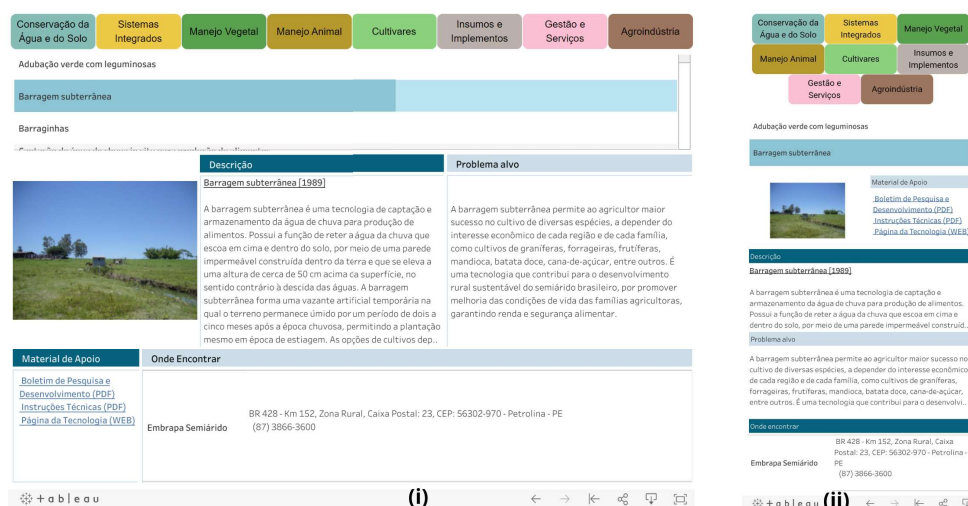 Conservação da
Água e do Solo
Sistemas
Integrados
Manejo Vegetal
Manejo Animal
Cultivares
Insumos e
Implementos
Gestão e
Serviços
Agroindústria
Adubação verde com leguminosas
Barragem subterrânea
Barraginhas
Descrição
Problema alvo
Barragem subterrânea [1989]
A barragem subterrânea é uma tecnologia de captação e
armazenamento da água de chuva para produção de
alimentos. Possui a função de reter a água da chuva que
escoa em cima e dentro do solo, por meio de uma parede
impermeável construída dentro da terra e que se eleva a
uma altura de cerca de 50 cm acima ca superfície, no
sentido contrário à descida das águas. A barragem
subterrânea forma uma vazante artificial temporária na
qual o terreno permanece úmido por um período de dois a
cinco meses após a época chuvosa, permitindo a plantação
mesmo em época de estiagem. As opções de cultivos dep..
A barragem subterrânea permite ao agricultor maior
sucesso no cultivo de diversas espécies, a depender do
interesse econômico de cada região e de cada família,
como cultivos de graníferas, forrageiras, frutíferas,
mandioca, batata doce, cana-de-açúcar, entre outros. É
uma tecnologia que contribui para o desenvolvimento
rural sustentável do semiárido brasileiro, por promover
melhoria das condições de vida das famílias agricultoras,
garantindo renda e segurança alimentar.
Material de Apoio
Onde Encontrar
Boletim de Pesquisa e
Desenvolvimento (PDF)
Instruções Técnicas (PDF)
Página da Tecnologia (WEB)
Embrapa Semiárido
BR 428 - Km 152, Zona Rural, Caixa Postal: 23, CEP: 56302-970 - Petrolina - PE
(87) 3866-3600
+ableau
(i)
Conservação da
Água e do Solo
Sistemas
Integrados
Manejo Vegetal
Manejo Animal
Cultivares
Insumos e
Implementos
Gestão e
Serviços
Agroindústria
Adubação verde com leguminosas
Barragem subterrânea
Material de Apoio
Boletim de Pesquisa e
Desenvolvimento (PDF)
Instruções Técnicas (PDF)
Página da Tecnologia (WEB)
Descrição
Barragem subterrânea [1989]
A barragem subterrânea é uma tecnologia de captação e
armazenamento da água de chuva para produção de alimentos.
Possui a função de reter a água da chuva que escoa em cima e
dentro do solo, por meio de uma parede impermeável construíd..
Problema alvo
A barragem subterrânea permite ao agricultor maior sucesso no
cultivo de diversas espécies, a depender do interesse econômico
de cada região e de cada família, como cultivos de graníferas,
forrageiras, frutíferas, mandioca, batata doce, cana-de-açúcar,
entre outros. É uma tecnologia que contribui para o desenvolvi..
Onde encontrar
Embrapa Semiárido
BR 428 - Km 152, Zona Rural, Caixa
Postal: 23, CEP: 56302-970 - Petrolina -
PE
(87) 3866-3600
+ableau
(ii)